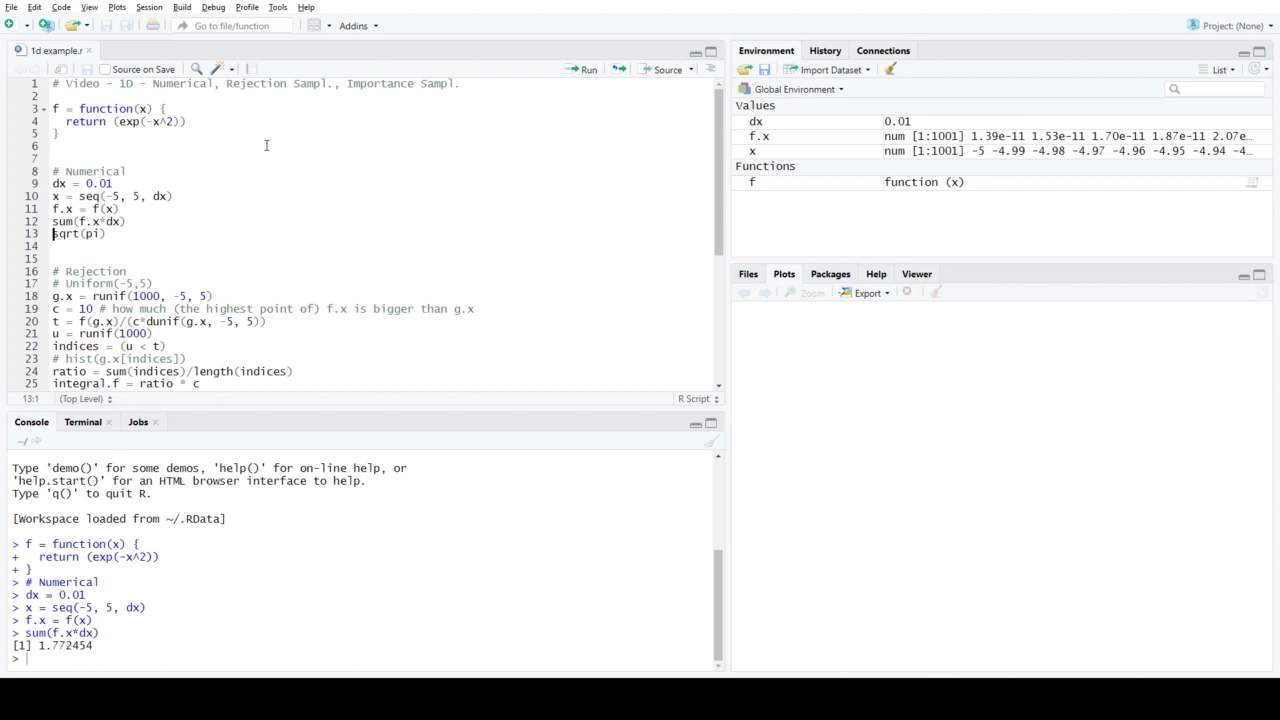 File Edit Code View Plots Session Build Debug Profile Tools Help
Go to file/function Addins Project: (None)
1d example.r
Source on Save Run Source
1 # Video - 1D - Numerical, Rejection Sampl., Importance Sampl.
2
3 f = function(x) {
4 return (exp(-x^2))
5 }
6
7
8 # Numerical
9 dx = 0.01
10 x = seq(-5, 5, dx)
11 f.x = f(x)
12 sum(f.x*dx)
13 sqrt(pi)
14
15
16 # Rejection
17 # Uniform(-5,5)
18 g.x = runif(1000, -5, 5)
19 c = 10 # how much (the highest point of) f.x is bigger than g.x
20 t = f(g.x)/(c*dunif(g.x, -5, 5))
21 u = runif(1000)
22 indices = (u < t)
23 # hist(g.x[indices])
24 ratio = sum(indices)/length(indices)
25 integral.f = ratio * c
13:1 (Top Level) R Script
Console Terminal Jobs
~/
Type 'demo()' for some demos, 'help()' for on-line help, or
'help.start()' for an HTML browser interface to help.
Type 'q()' to quit R.
[Workspace loaded from ~/.RData]
> f = function(x) {
+ return (exp(-x^2))
+ }
> # Numerical
> dx = 0.01
> x = seq(-5, 5, dx)
> f.x = f(x)
> sum(f.x*dx)
[1] 1.772454
>
Environment History Connections
Import Dataset List
Global Environment
Values
dx 0.01
f.x num [1:1001] 1.39e-11 1.53e-11 1.70e-11 1.87e-11 2.07e…
x num [1:1001] -5 -4.99 -4.98 -4.97 -4.96 -4.95 -4.94 -4…
Functions
f function (x)
Files Plots Packages Help Viewer
Zoom Export